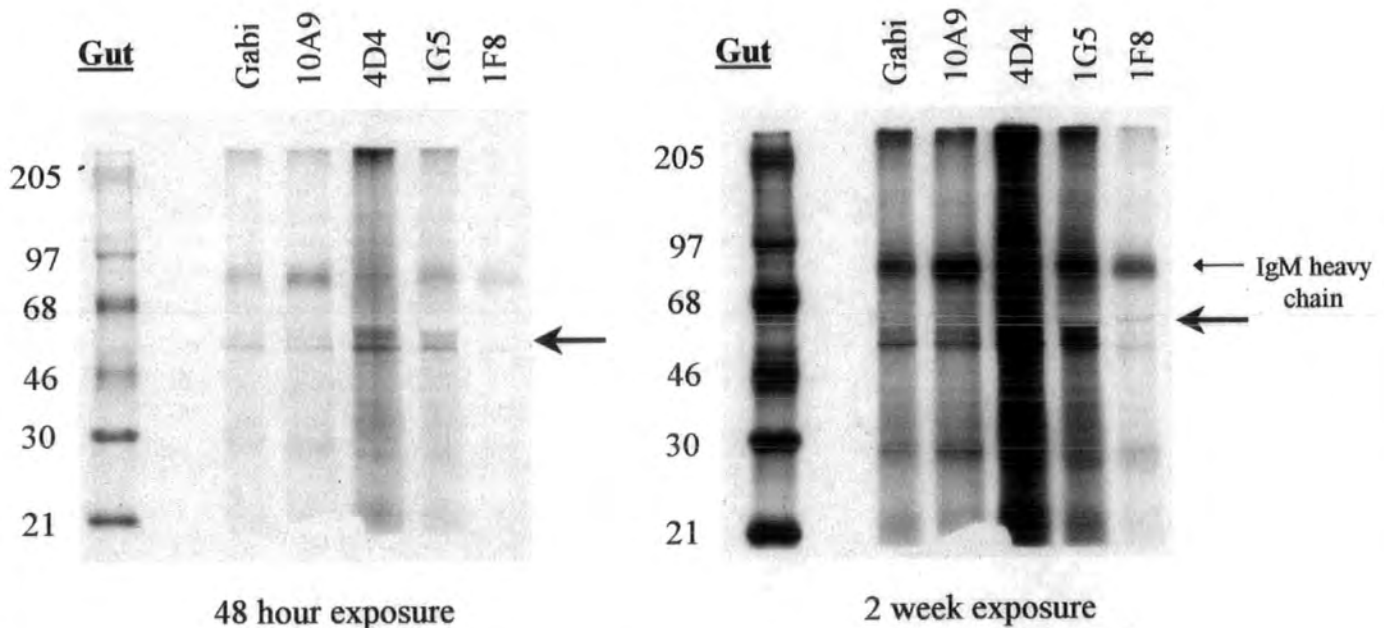 Gut
Gabi
10A9
4D4
1G5
1F8
205
97
68
46
30
21
48 hour exposure
Gut
Gabi
10A9
4D4
1G5
1F8
205
97
68
46
30
21
IgM heavy
chain
2 week exposure